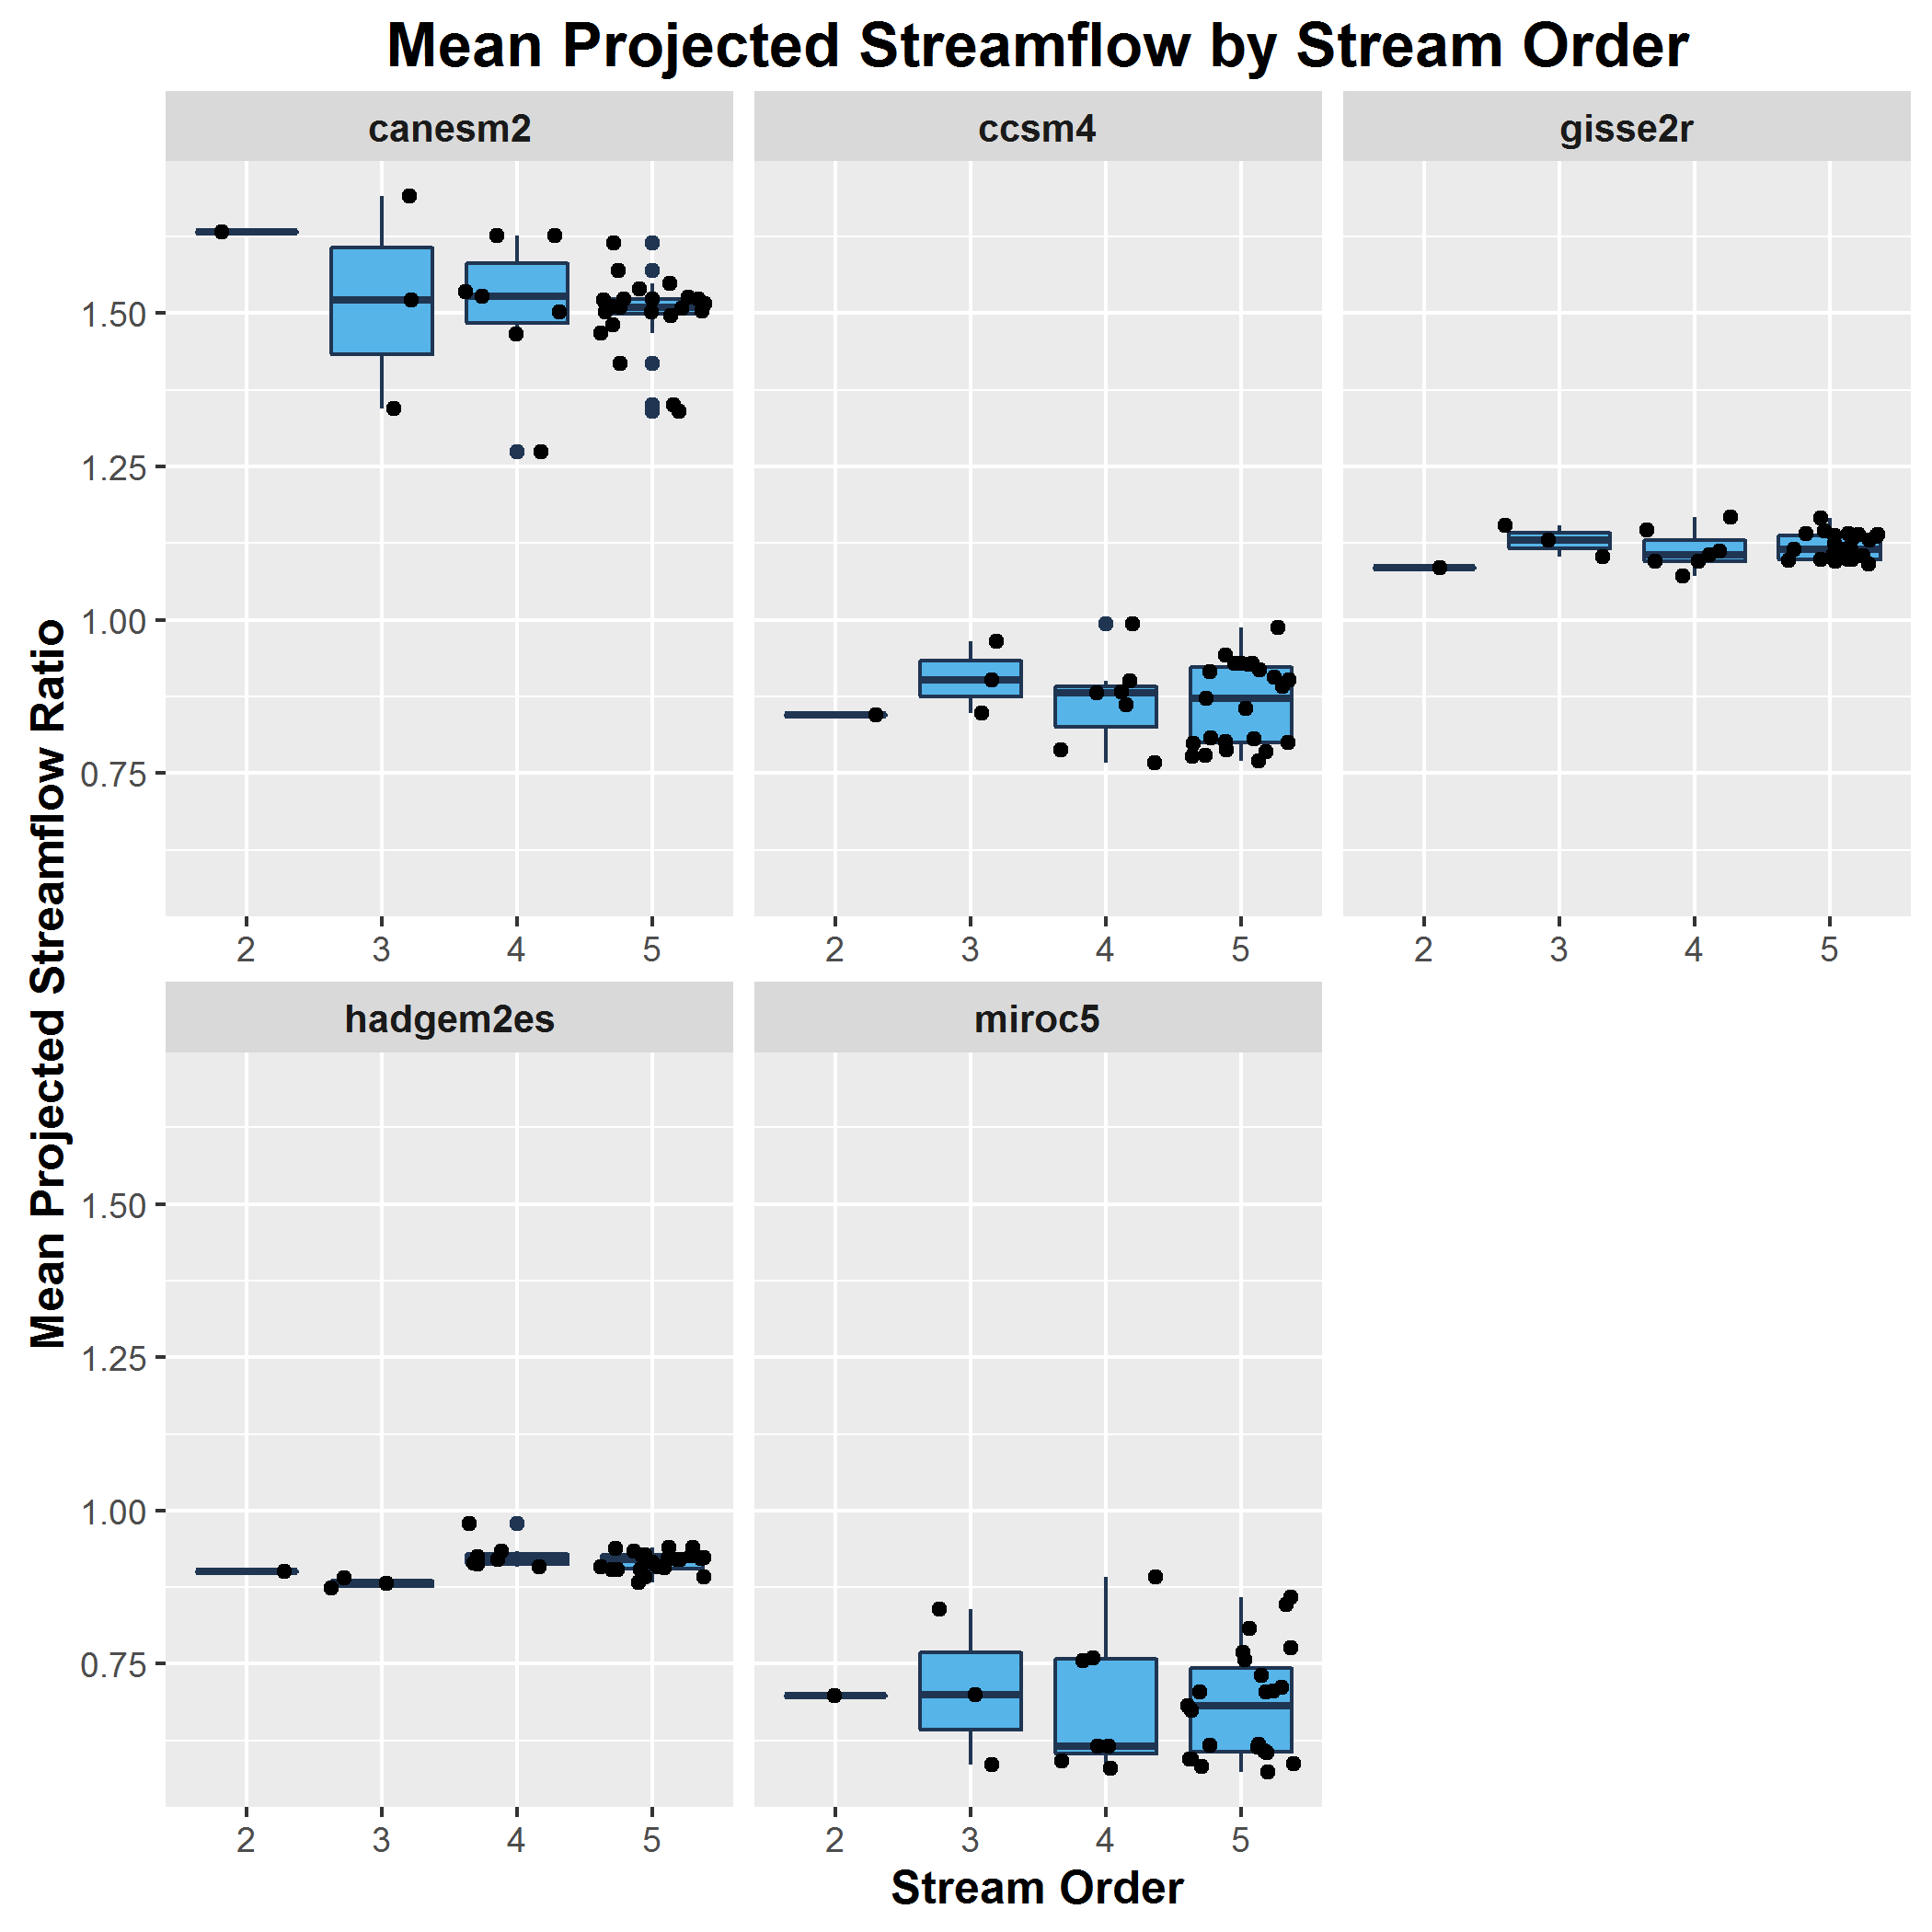 Mean Projected Streamflow by Stream Order
canesm2 ccsm4 gisse2r
1.50
1.25
1.00
0.75
2 3 4 5 2 3 4 5 2 3 4 5
hadgem2es miroc5
1.50
1.25
1.00
0.75
2 3 4 5 2 3 4 5
Mean Projected Streamflow Ratio
Stream Order